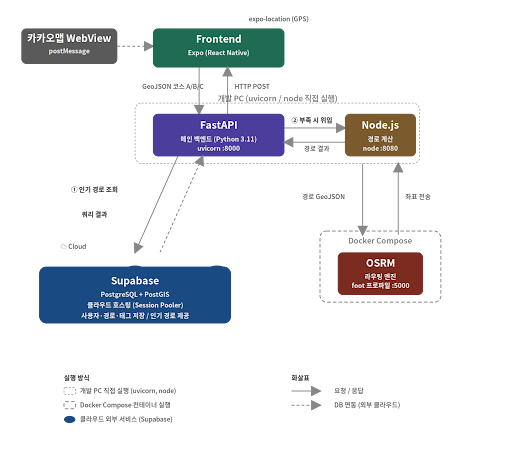 expo-location (GPS)
카카오맵 WebView
postMessage
Frontend
Expo (React Native)
GeoJSON 코스 A/B/C
HTTP POST
개발 PC (uvicorn / node 직접 실행)
FastAPI
메인 백엔드 (Python 3.11)
uvicorn :8000
② 부족 시 위임
경로 결과
Node.js
경로 계산
node :8080
① 인기 경로 조회
쿼리 결과
경로 GeoJSON
좌표 전송
Cloud
Docker Compose
OSRM
라우팅 엔진
foot 프로파일 :5000
Supabase
PostgreSQL + PostGIS
클라우드 호스팅 (Session Pooler)
사용자 · 경로 · 태그 저장 / 인기 경로 제공
실행 방식
개발 PC 직접 실행 (uvicorn, node)
Docker Compose 컨테이너 실행
클라우드 외부 서비스 (Supabase)
화살표
요청 / 응답
DB 연동 (외부 클라우드)